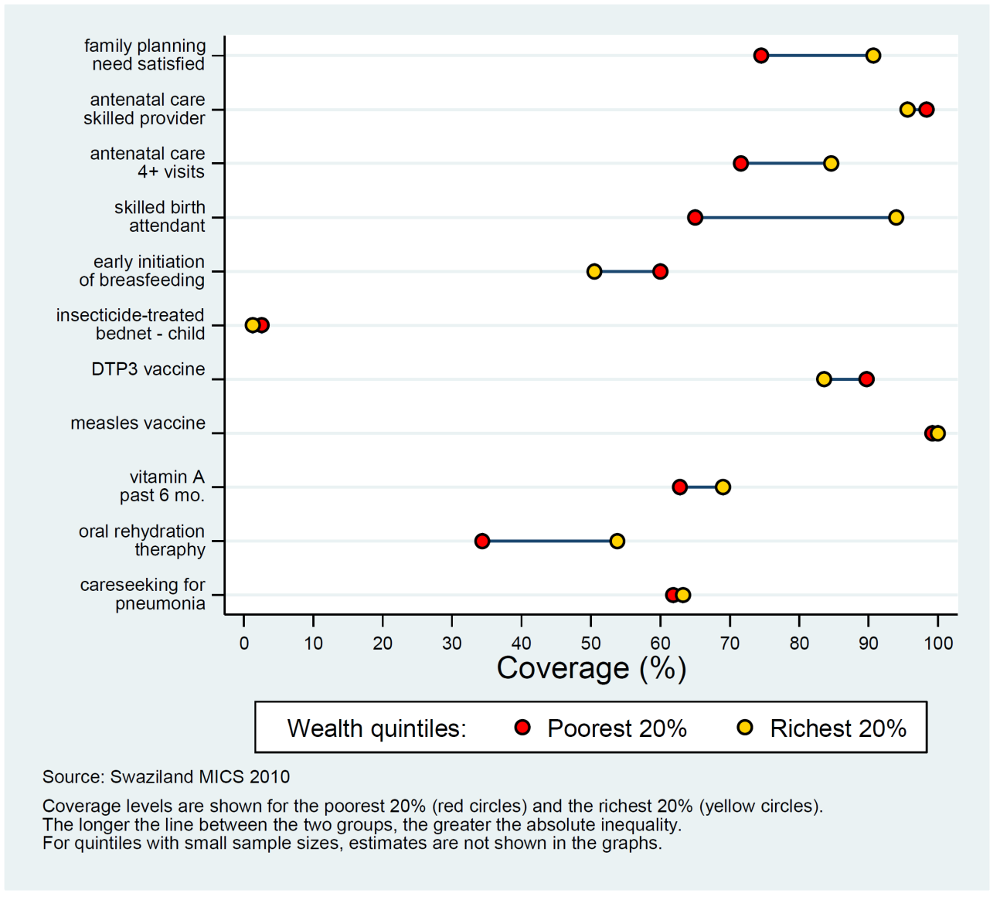 family planning
need satisfied
antenatal care
skilled provider
antenatal care
4+ visits
skilled birth
attendant
early initiation
of breasfeeding
insecticide-treated
bednet - child
DTP3 vaccine
measles vaccine
vitamin A
past 6 mo.
oral rehydration
theraphy
careseeking for
pneumonia
0 10 20 30 40 50 60 70 80 90 100
Coverage (%)
Wealth quintiles: Poorest 20% Richest 20%
Source: Swaziland MICS 2010
Coverage levels are shown for the poorest 20% (red circles) and the richest 20% (yellow circles).
The longer the line between the two groups, the greater the absolute inequality.
For quintiles with small sample sizes, estimates are not shown in the graphs.